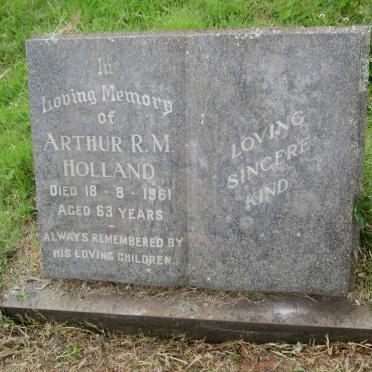 In
Loving Memory
of
ARTHUR R. M.
HOLLAND
DIED 18 - 8 - 1961
AGED 63 YEARS
ALWAYS REMEMBERED BY
HIS LOVING CHILDREN.
LOVING
SINCERE
KIND